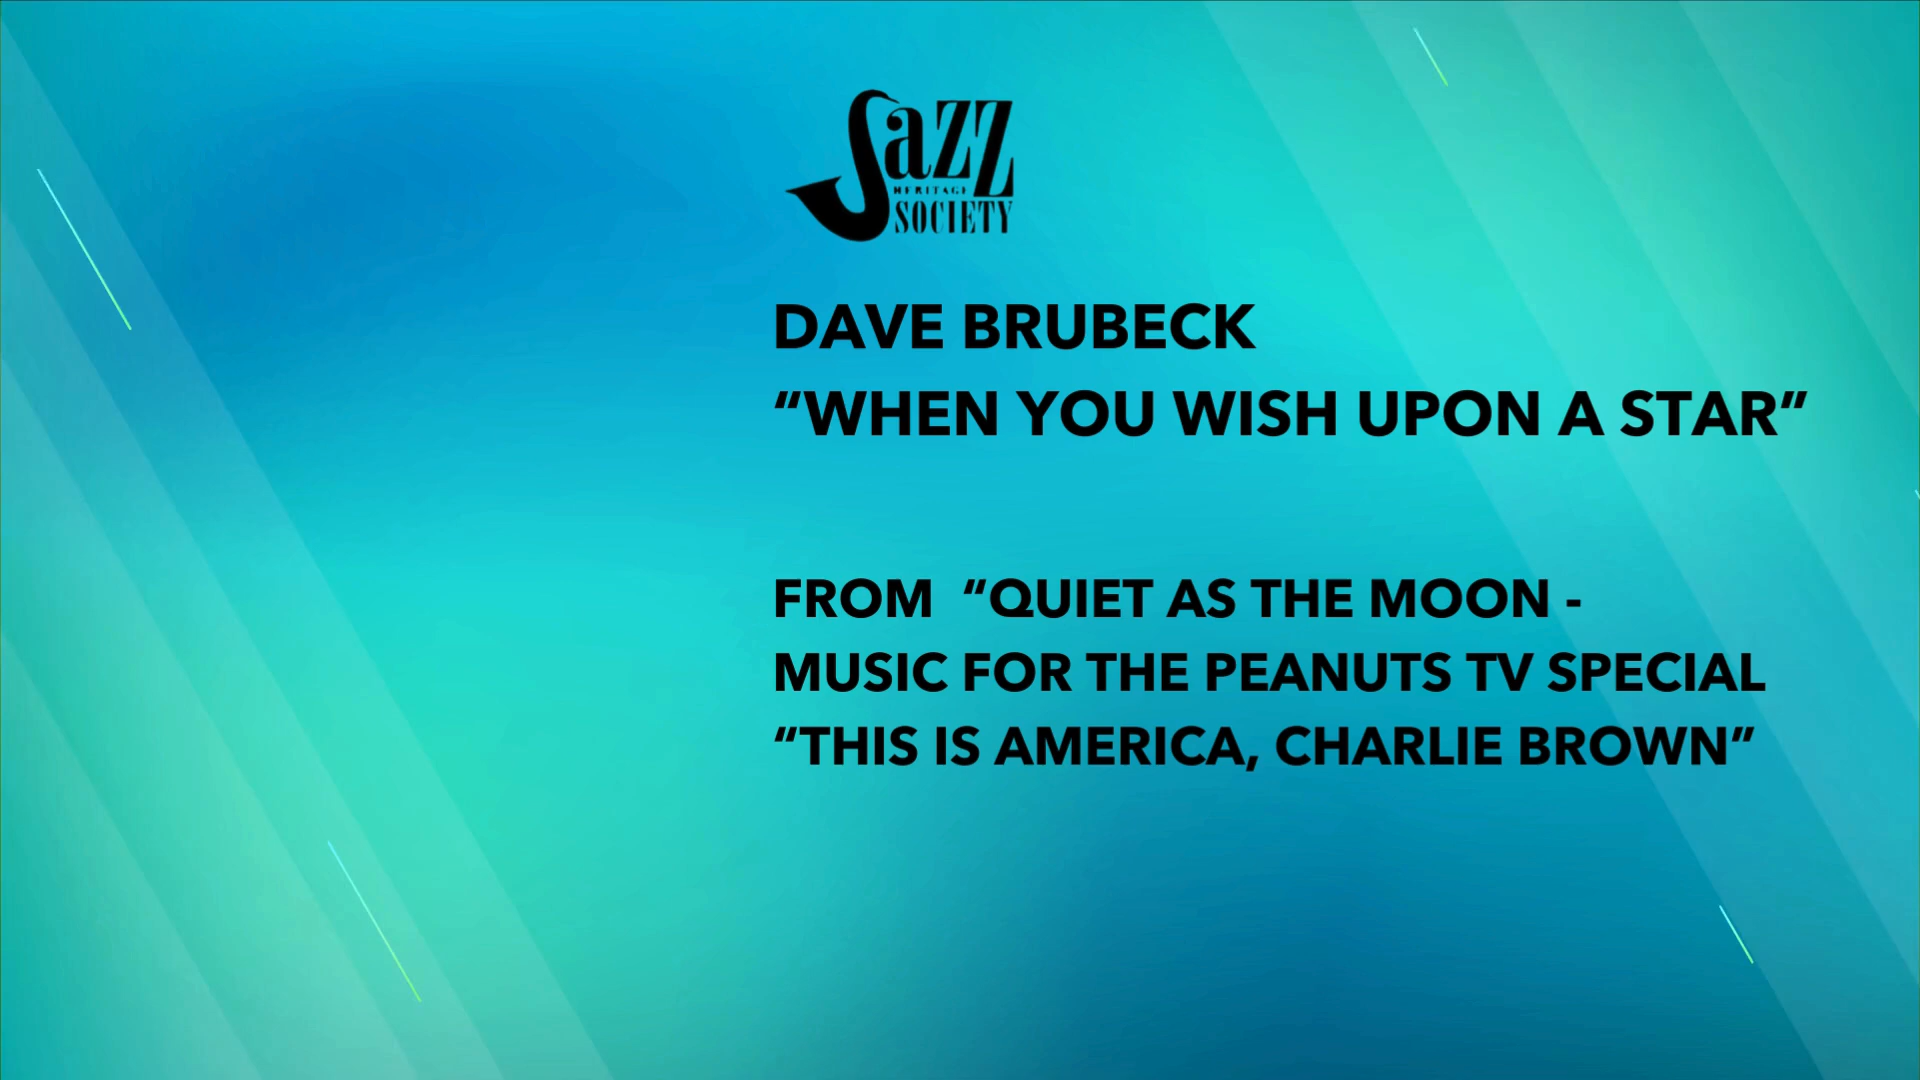 Jazz
HERITAGE
SOCIETY
DAVE BRUBECK
“WHEN YOU WISH UPON A STAR”
FROM “QUIET AS THE MOON -
MUSIC FOR THE PEANUTS TV SPECIAL
“THIS IS AMERICA, CHARLIE BROWN”